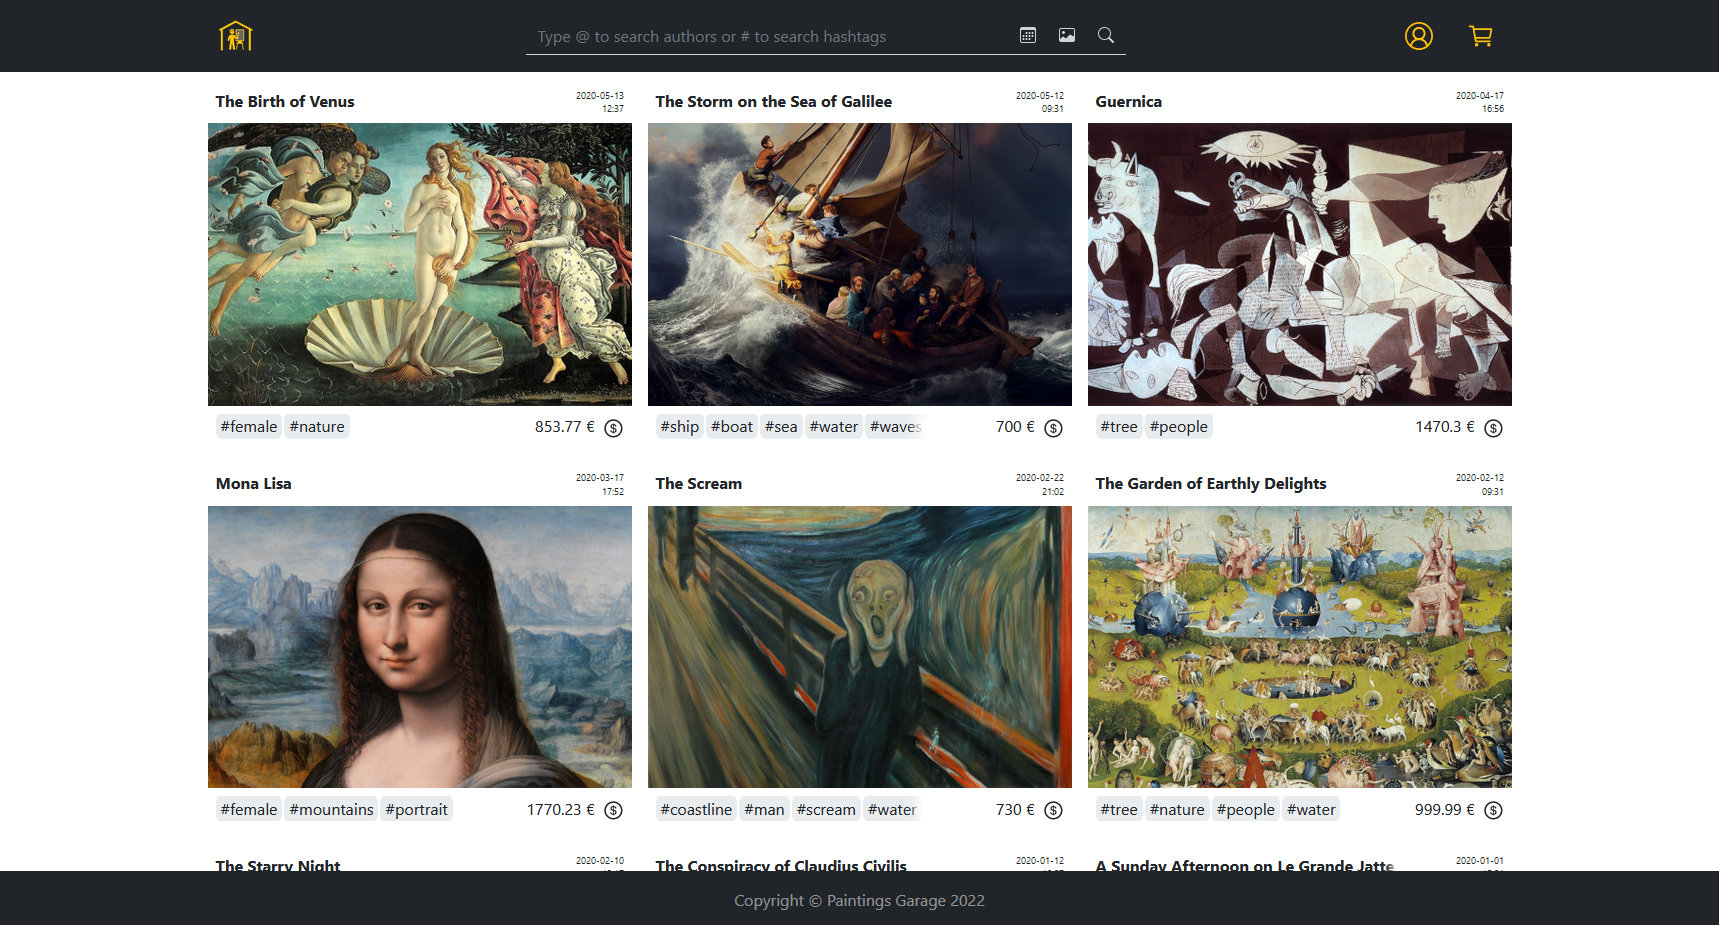 Type @ to search authors or # to search hashtags
The Birth of Venus
2020-05-13
12:37
The Storm on the Sea of Galilee
2020-05-12
09:31
Guernica
2020-04-17
16:56
#female #nature
853.77 €
#ship #boat #sea #water #waves
700 €
#tree #people
1470.3 €
Mona Lisa
2020-03-17
17:52
The Scream
2020-02-22
21:02
The Garden of Earthly Delights
2020-02-12
09:31
#female #mountains #portrait
1770.23 €
#coastline #man #scream #water
730 €
#tree #nature #people #water
999.99 €
The Starry Night
2020-02-10
The Conspiracy of Claudius Civilis
2020-01-12
A Sunday Afternoon on Le Grande Jatte
2020-01-01
Copyright © Paintings Garage 2022